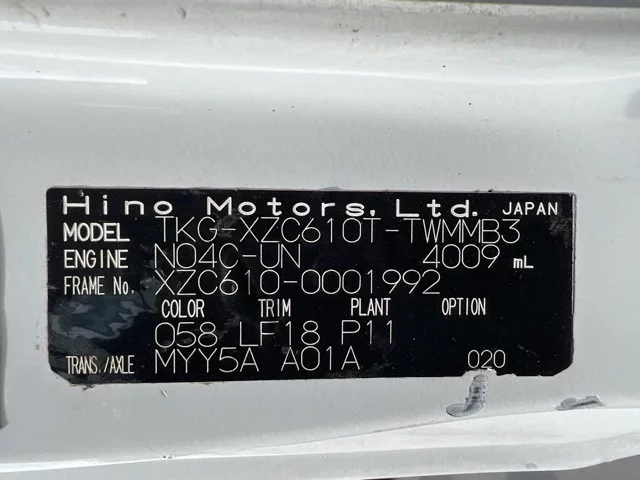 Hino Motors, Ltd. JAPAN
MODEL TKG-XZC610T-TWMMB3
ENGINE N04C-UN 4009 mL
FRAME No. XZC610-0001992
COLOR TRIM PLANT OPTION
058 LF18 P11
TRANS./AXLE MYY5A A01A 020